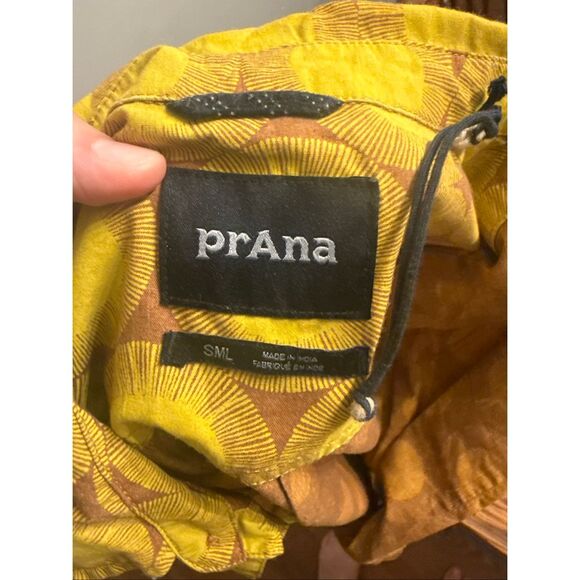 prAna
SML
MADE IN INDIA
FABRIQUÉ EN INDE